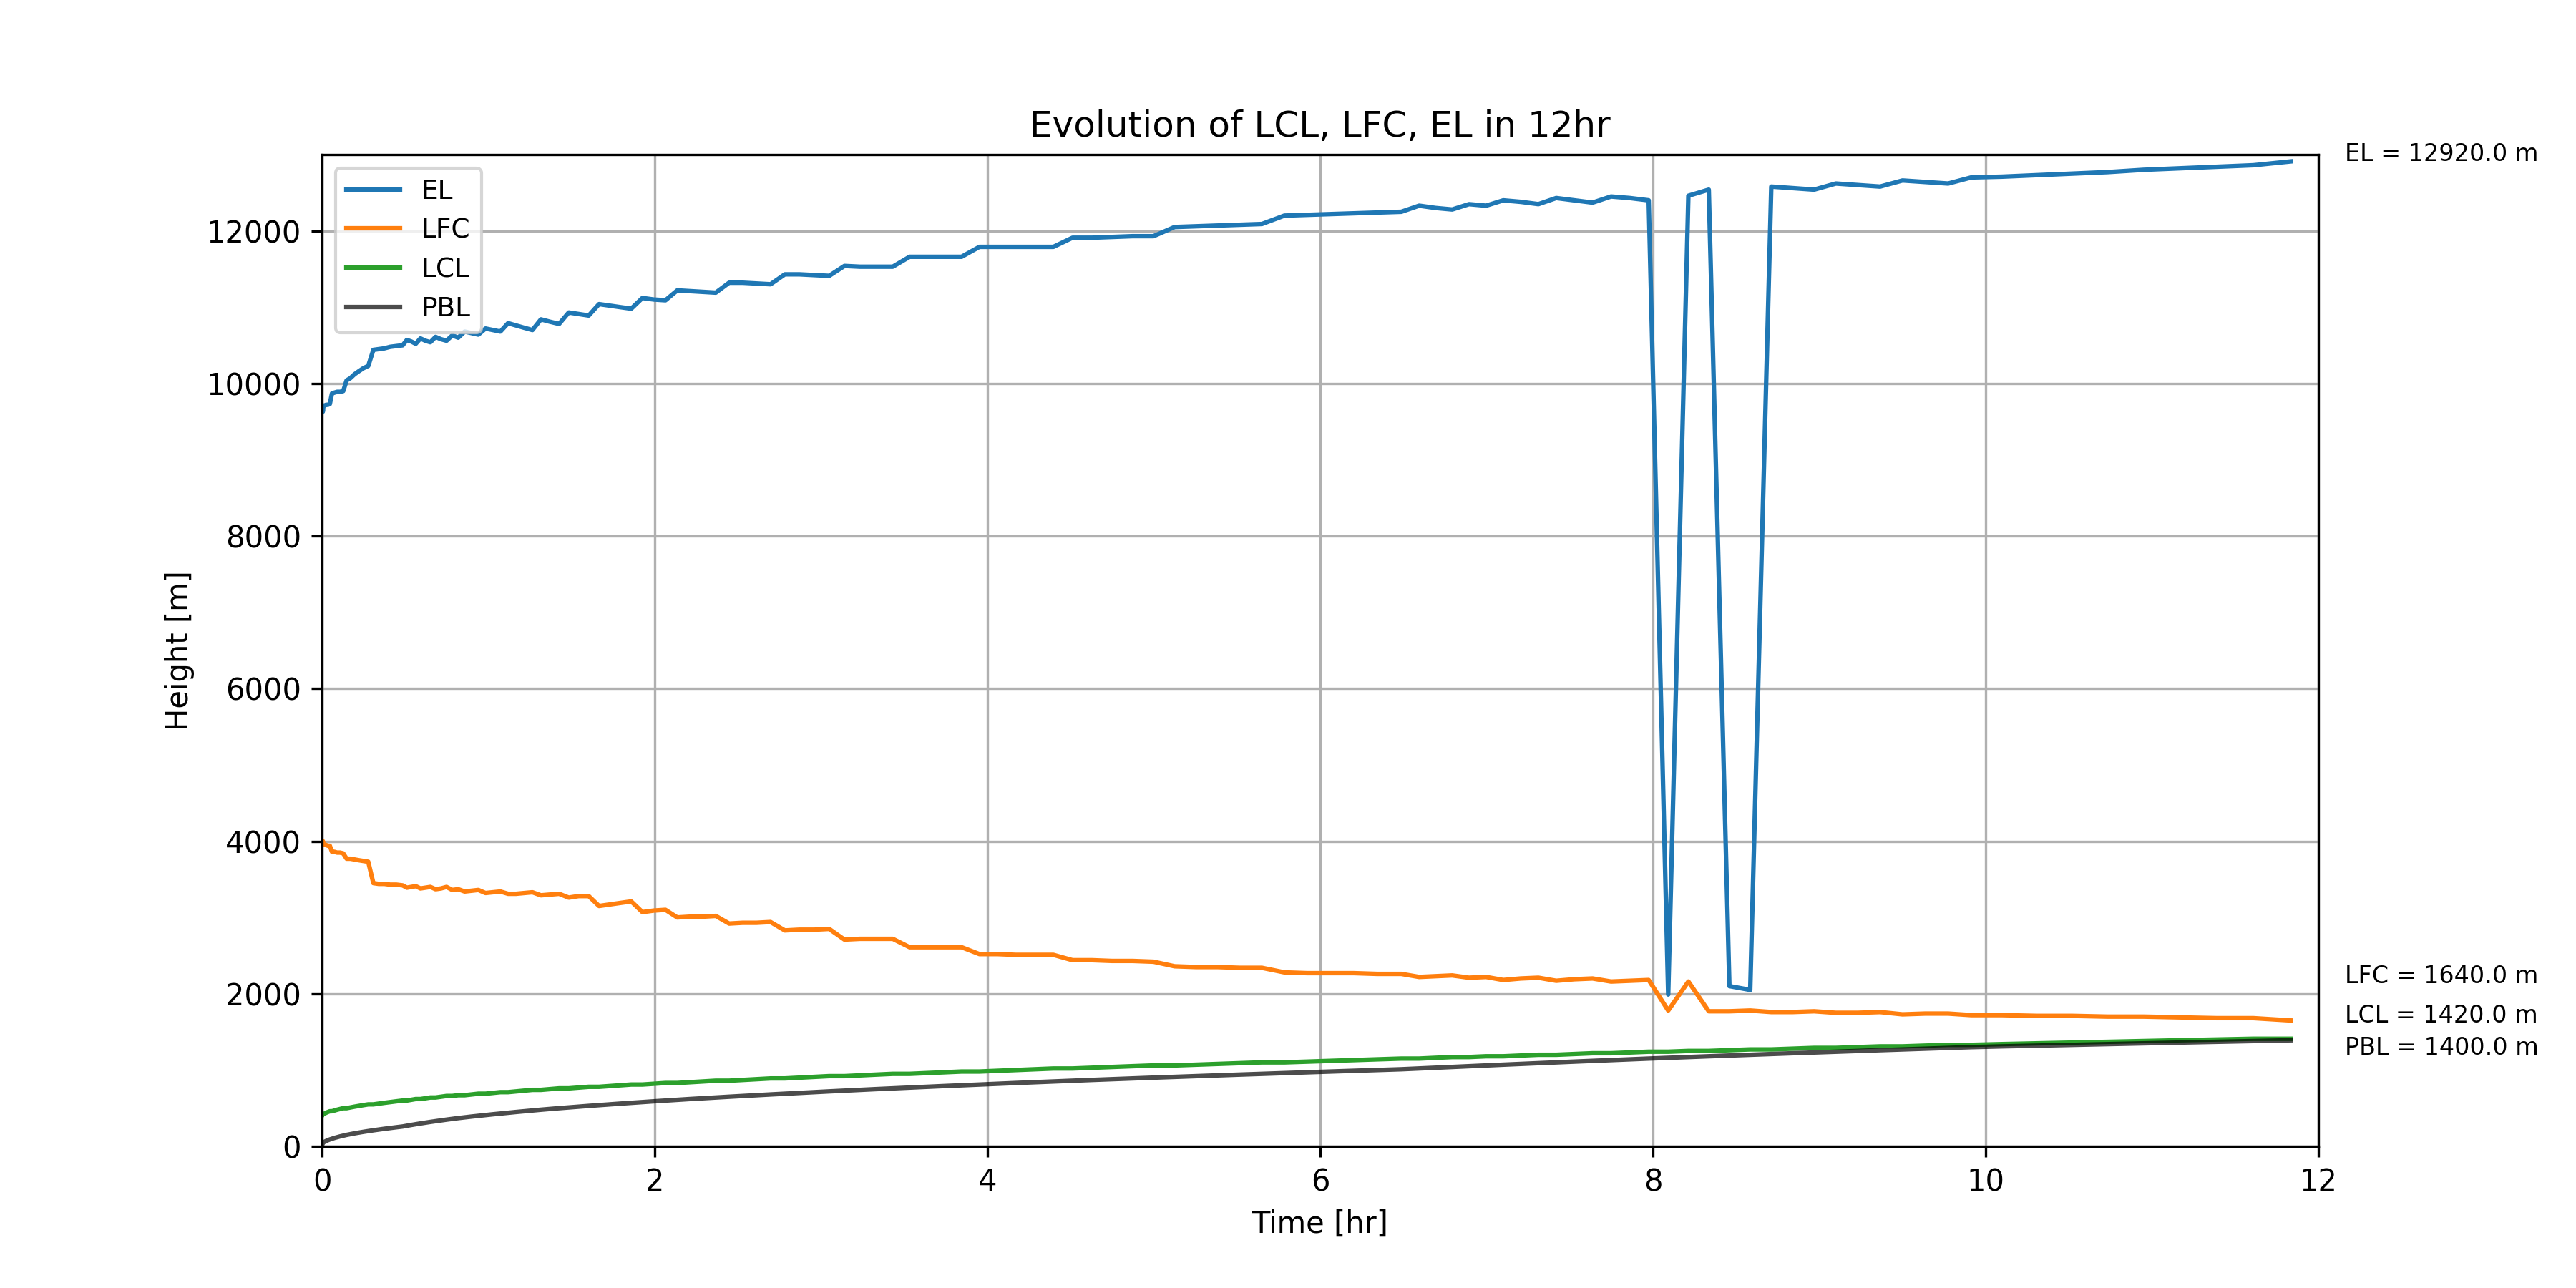 Evolution of LCL, LFC, EL in 12hr
EL = 12920.0 m
EL
LFC
LCL
PBL
12000
10000
8000
6000
4000
2000
0
Height [m]
LFC = 1640.0 m
LCL = 1420.0 m
PBL = 1400.0 m
0 2 4 6 8 10 12
Time [hr]